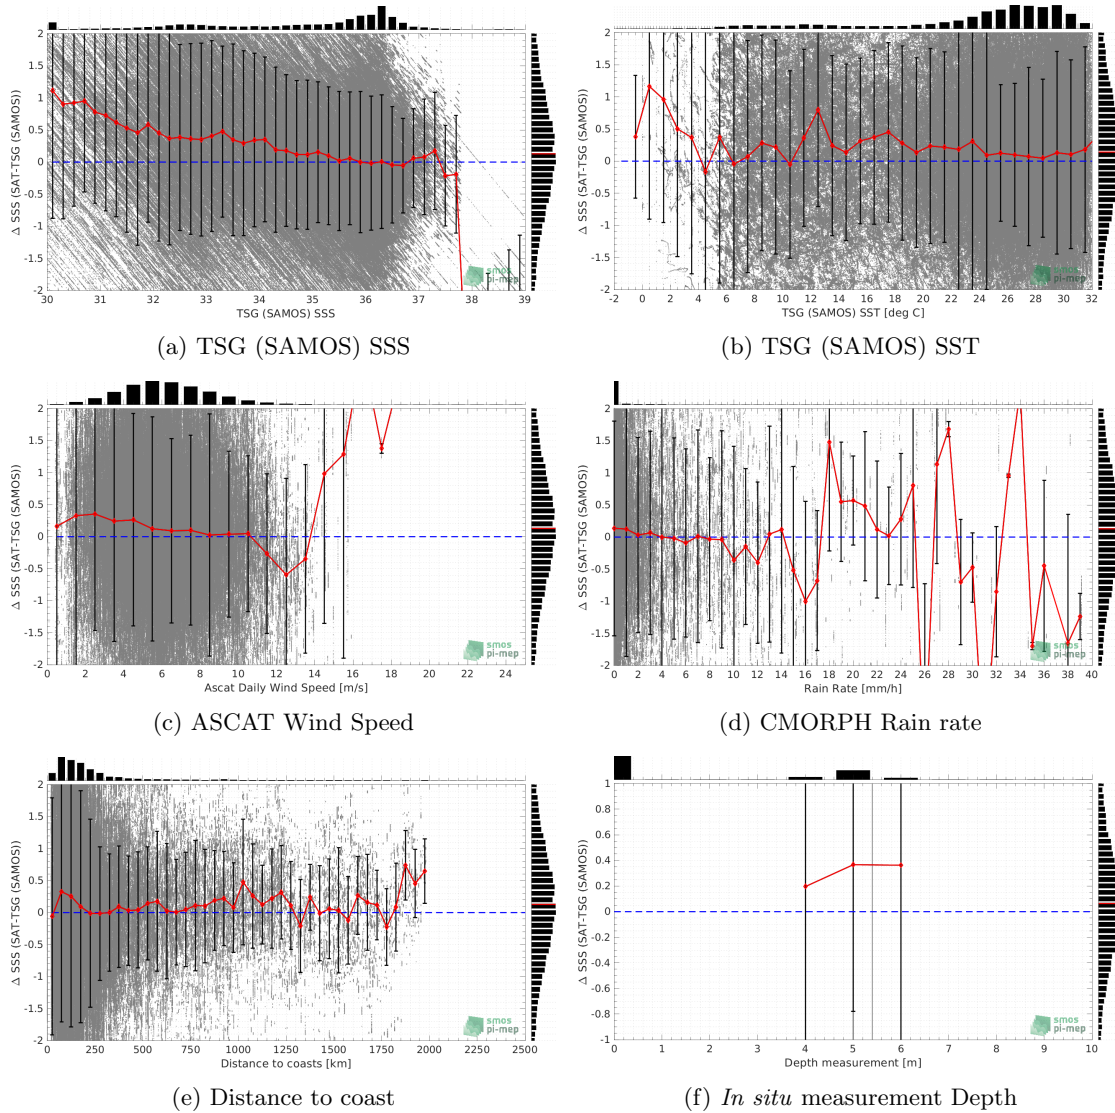 2
1.5
1
0.5
0
-0.5
-1
-1.5
-2
Δ SSS (SAT-TSG (SAMOS))
30 31 32 33 34 35 36 37 38 39
TSG (SAMOS) SSS
smos
pi-mep
(a) TSG (SAMOS) SSS
2
1.5
1
0.5
0
-0.5
-1
-1.5
-2
Δ SSS (SAT-TSG (SAMOS))
-2 0 2 4 6 8 10 12 14 16 18 20 22 24 26 28 30 32
TSG (SAMOS) SST [deg C]
smos
pi-mep
(b) TSG (SAMOS) SST
2
1.5
1
0.5
0
-0.5
-1
-1.5
-2
Δ SSS (SAT-TSG (SAMOS))
0 2 4 6 8 10 12 14 16 18 20 22 24
Ascat Daily Wind Speed [m/s]
smos
pi-mep
(c) ASCAT Wind Speed
2
1.5
1
0.5
0
-0.5
-1
-1.5
-2
Δ SSS (SAT-TSG (SAMOS))
0 2 4 6 8 10 12 14 16 18 20 22 24 26 28 30 32 34 36 38 40
Rain Rate [mm/h]
smos
pi-mep
(d) CMORPH Rain rate
2
1.5
1
0.5
0
-0.5
-1
-1.5
-2
Δ SSS (SAT-TSG (SAMOS))
0 250 500 750 1000 1250 1500 1750 2000 2250 2500
Distance to coasts [km]
smos
pi-mep
(e) Distance to coast
1
0.8
0.6
0.4
0.2
0
-0.2
-0.4
-0.6
-0.8
-1
Δ SSS (SAT-TSG (SAMOS))
0 1 2 3 4 5 6 7 8 9 10
Depth measurement [m]
smos
pi-mep
(f) In situ measurement Depth